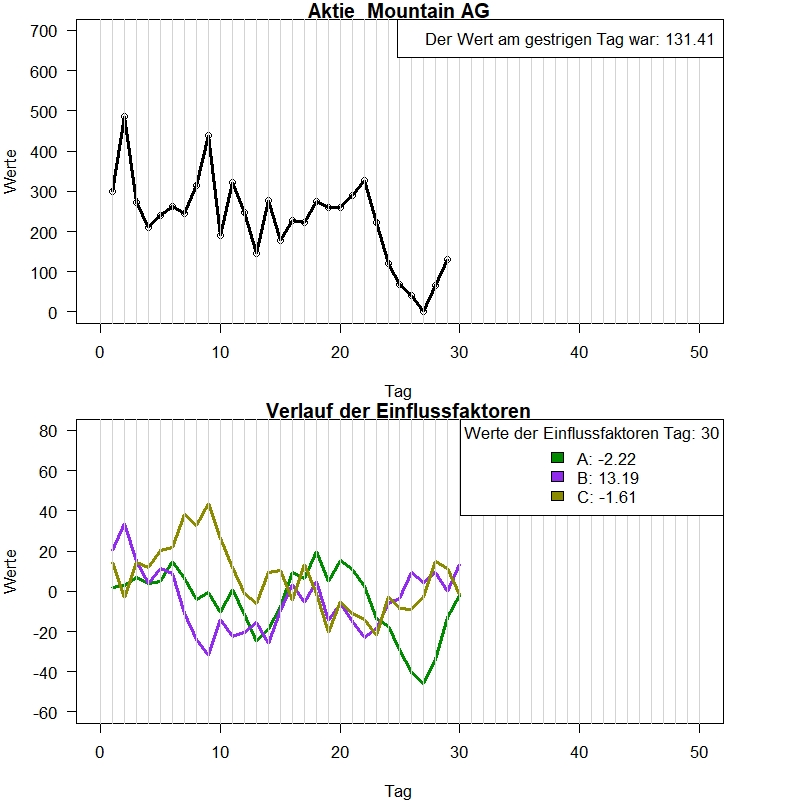 Aktie  Mountain AG
Der Wert am gestrigen Tag war: 131.41
Werte
700
600
500
400
300
200
100
0
0 10 20 30 40 50
Tag
Verlauf der Einflussfaktoren
Werte der Einflussfaktoren Tag: 30
A: -2.22
B: 13.19
C: -1.61
Werte
80
60
40
20
0
-20
-40
-60
0 10 20 30 40 50
Tag